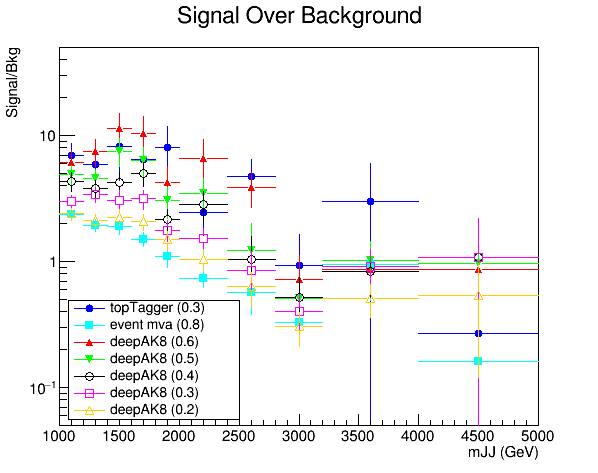 Signal Over Background
Signal/Bkg
10
1
10⁻¹
topTagger (0.3)
event mva (0.8)
deepAK8 (0.6)
deepAK8 (0.5)
deepAK8 (0.4)
deepAK8 (0.3)
deepAK8 (0.2)
1000 1500 2000 2500 3000 3500 4000 4500 5000
mJJ (GeV)